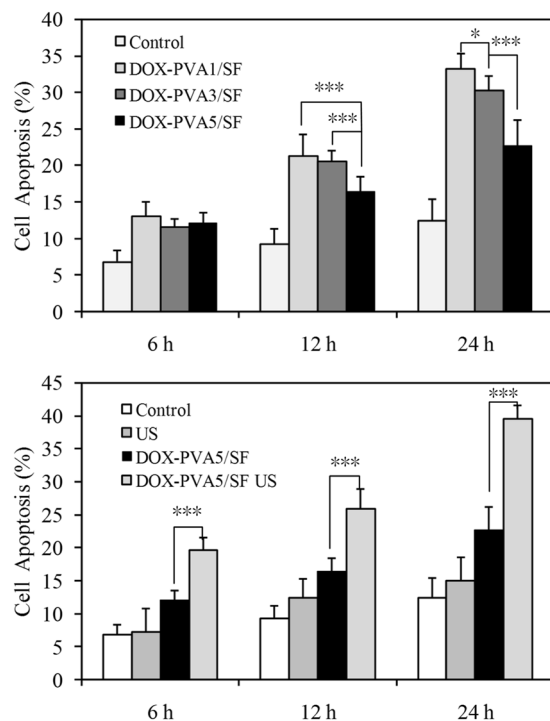 40
35
30
25
20
15
10
5
0
Cell Apoptosis (%)
Control
DOX-PVA1/SF
DOX-PVA3/SF
DOX-PVA5/SF
***
***
*
***
6 h
12 h
24 h
45
40
35
30
25
20
15
10
5
0
Cell Apoptosis (%)
Control
US
DOX-PVA5/SF
DOX-PVA5/SF US
***
***
***
6 h
12 h
24 h